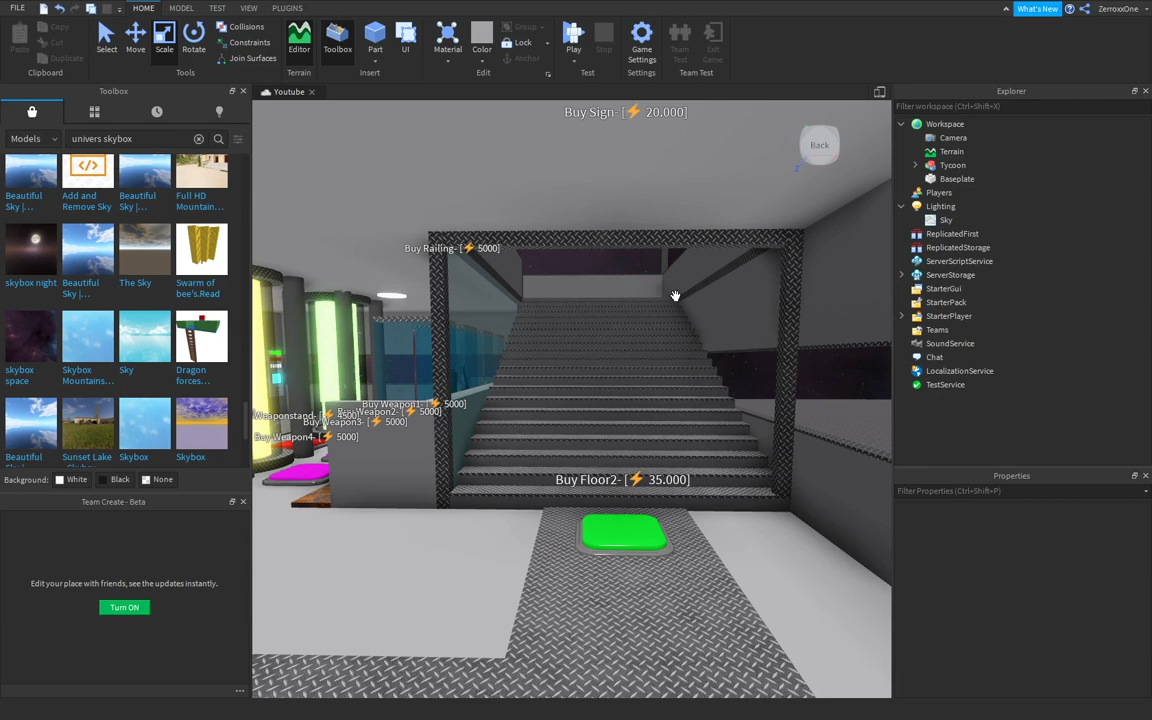 FILE
HOME
MODEL
TEST
VIEW
PLUGINS
What's New
ZerroxxOne
Paste
Copy
Cut
Duplicate
Clipboard
Select
Move
Scale
Rotate
Collisions
Constraints
Join Surfaces
Tools
Editor
Terrain
Toolbox
Part
UI
Insert
Material
Color
Group
Lock
Anchor
Edit
Play
Stop
Test
Game
Settings
Settings
Team
Test
Exit
Game
Team Test
Toolbox
Models
univers skybox
Beautiful
Sky |...
Add and
Remove Sky
Beautiful
Sky |...
Full HD
Mountain...
skybox night
Beautiful
Sky |...
The Sky
Swarm of
bee's.Read
skybox
space
Skybox
Mountains...
Sky
Dragon
forces...
Beautiful
Sunset Lake
Skybox
Skybox
Background:
White
Black
None
Team Create - Beta
Edit your place with friends, see the updates instantly.
Turn ON
Youtube
Buy Sign- [⚡ 20.000]
Back
Z
Buy Railing- [⚡ 5000]
Buy Weapon1- [⚡ 5000]
Buy Weapon2- [⚡ 5000]
Weaponstand- [⚡ 4500]
Buy Weapon3- [⚡ 5000]
Buy Weapon4- [⚡ 5000]
Buy Floor2- [⚡ 35.000]
Explorer
Filter workspace (Ctrl+Shift+X)
Workspace
Camera
Terrain
Tycoon
Baseplate
Players
Lighting
Sky
ReplicatedFirst
ReplicatedStorage
ServerScriptService
ServerStorage
StarterGui
StarterPack
StarterPlayer
Teams
SoundService
Chat
LocalizationService
TestService
Properties
Filter Properties (Ctrl+Shift+P)